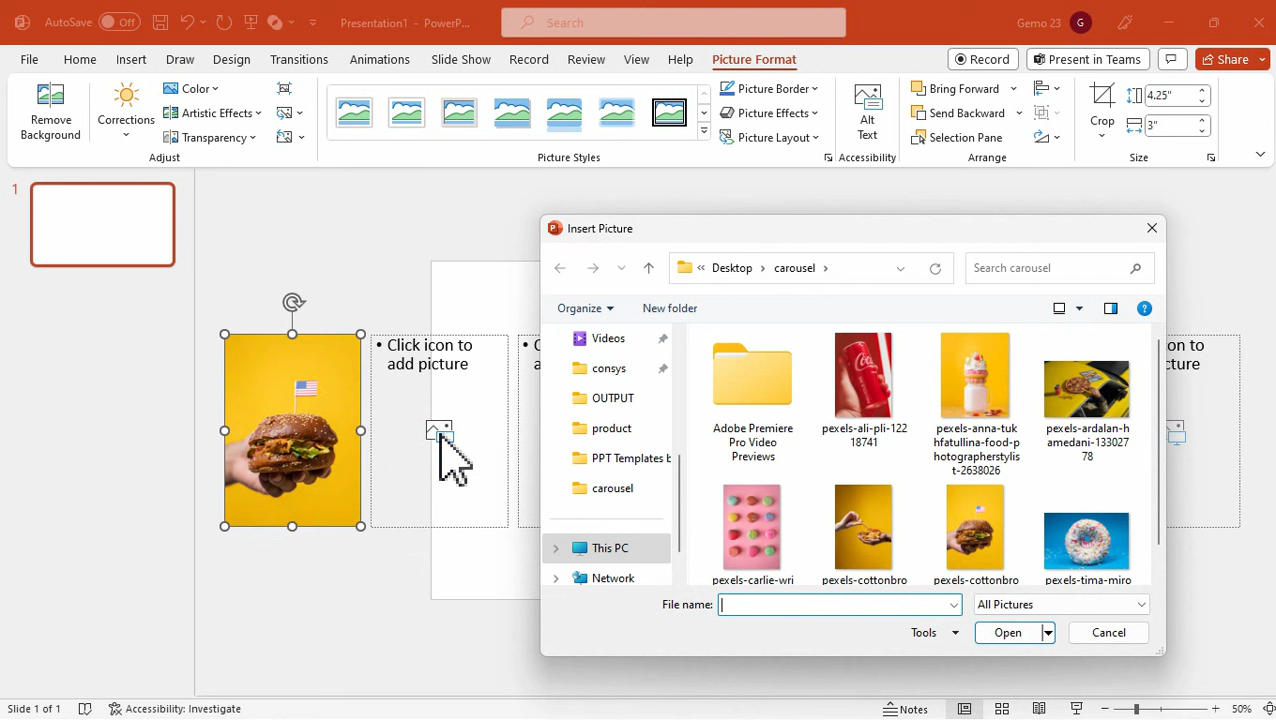 AutoSave Off Presentation1 - PowerP... Search Gemo 23 G
File Home Insert Draw Design Transitions Animations Slide Show Record Review View Help Picture Format Record Present in Teams Share
Remove Background
Corrections
Color
Artistic Effects
Transparency
Adjust
Picture Styles
Picture Border
Picture Effects
Picture Layout
Alt Text
Accessibility
Bring Forward
Send Backward
Selection Pane
Arrange
Crop
4.25"
3"
Size
1
• Click icon to
add picture
• C
a
on to
cture
Insert Picture
« Desktop › carousel ›
Search carousel
Organize New folder
Videos
consys
OUTPUT
product
PPT Templates b
carousel
This PC
Network
Adobe Premiere
Pro Video
Previews
pexels-ali-pli-122
18741
pexels-anna-tuk
hfatullina-food-p
hotographerstylis
t-2638026
pexels-ardalan-h
amedani-133027
78
pexels-carlie-wri
pexels-cottonbro
pexels-cottonbro
pexels-tima-miro
File name: All Pictures
Tools Open Cancel
Slide 1 of 1 Accessibility: Investigate Notes 50%